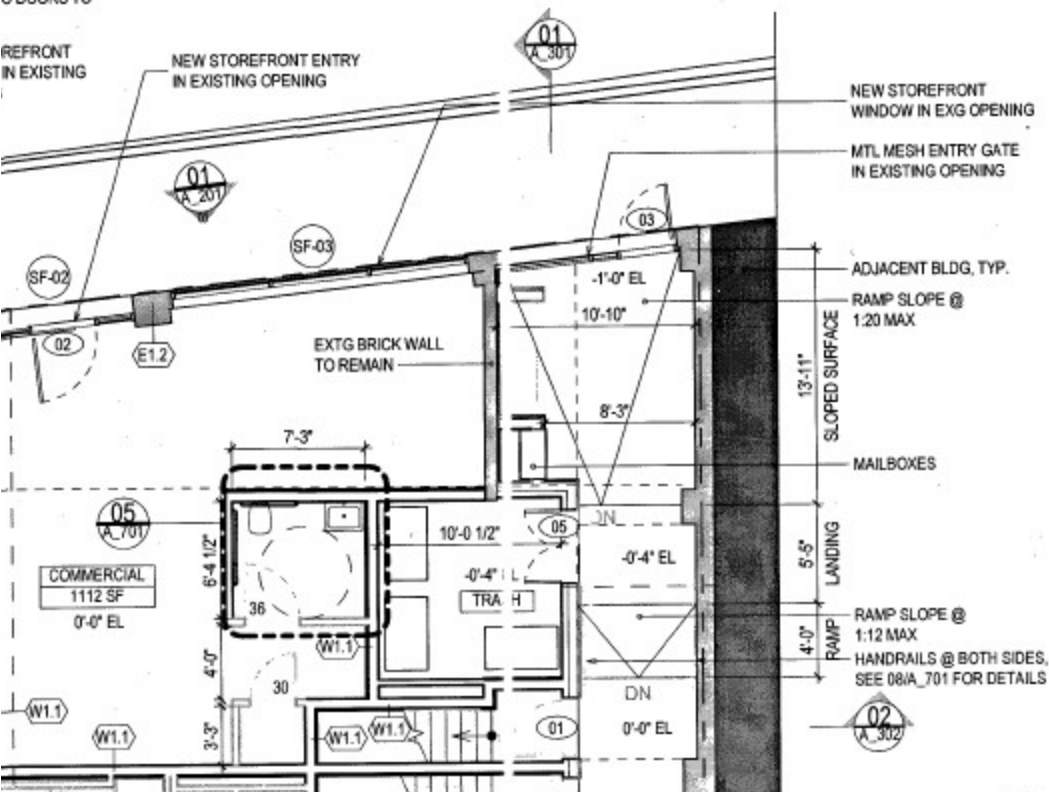 REFRONT
IN EXISTING
NEW STOREFRONT ENTRY
IN EXISTING OPENING
01
A_301
NEW STOREFRONT
WINDOW IN EXG OPENING
MTL MESH ENTRY GATE
IN EXISTING OPENING
01
A_201
03
SF-03
SF-02
ADJACENT BLDG, TYP.
-1'-0" EL
RAMP SLOPE @
1:20 MAX
10'-10"
02
E1.2
EXTG BRICK WALL
TO REMAIN
13'-11"
SLOPED SURFACE
8'-3"
7'-3"
MAILBOXES
05
A_701
10'-0 1/2"
05
DN
6'-4 1/2"
-0'-4" EL
5'-5"
LANDING
COMMERCIAL
1112 SF
0'-0" EL
-0'-4"
36
RAMP SLOPE @
1:12 MAX
4'-0"
RAMP
W1.1
4'-0"
HANDRAILS @ BOTH SIDES,
SEE 08/A_701 FOR DETAILS
30
DN
W1.1
02
A_302
W1.1
3'-3"
W1.1
W1.1
01
0'-0" EL